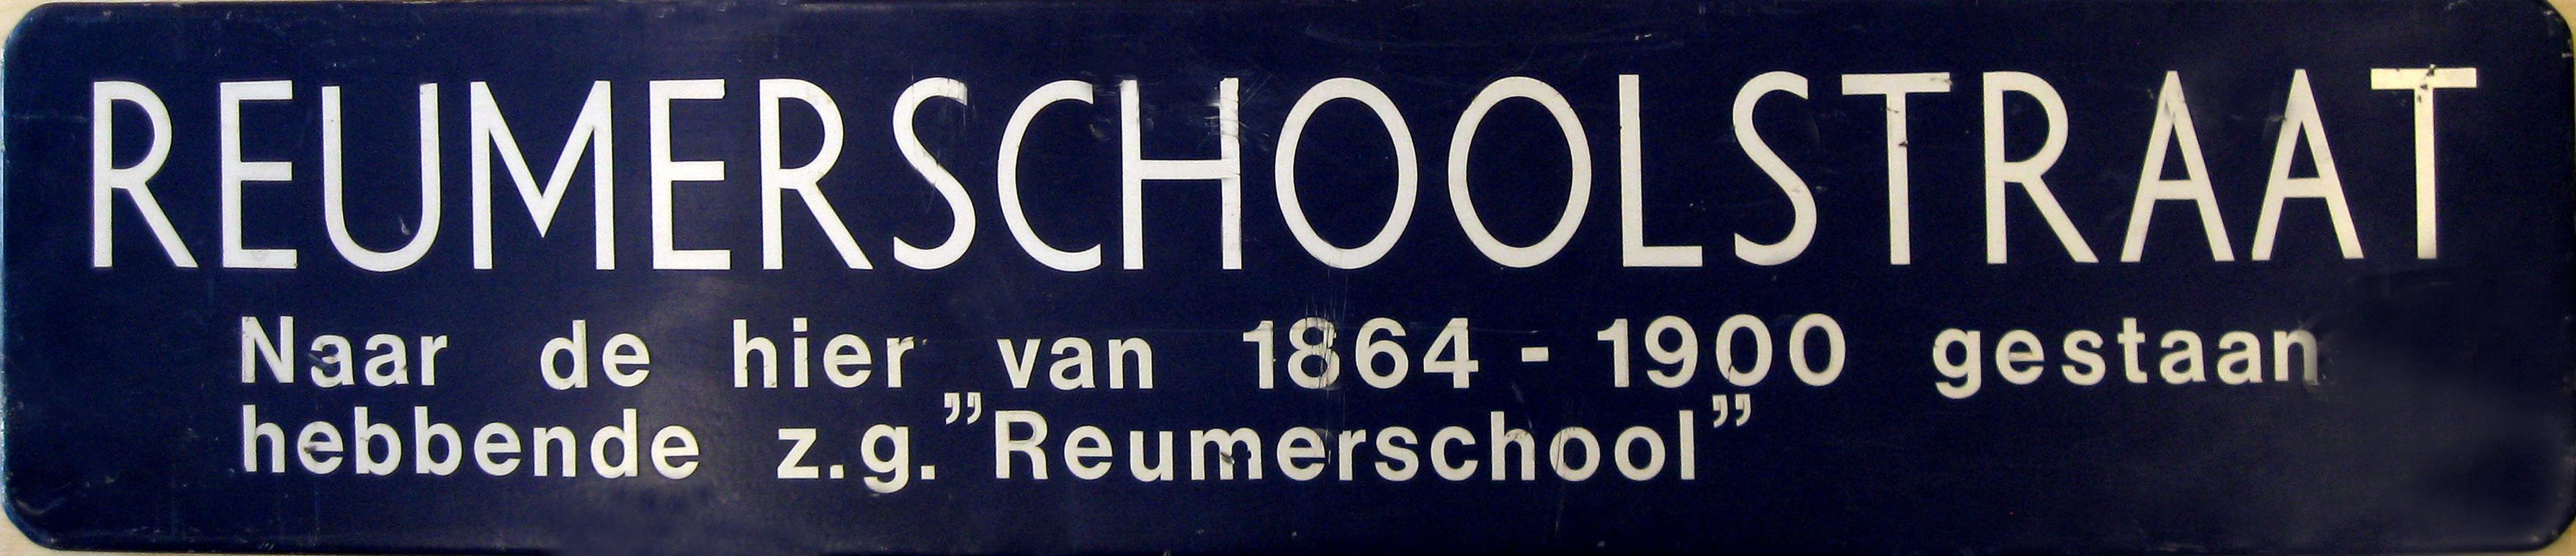 REUMERSCHOOLSTRAAT
Naar de hier van 1864 - 1900 gestaan
hebbende z.g. ”Reumerschool”